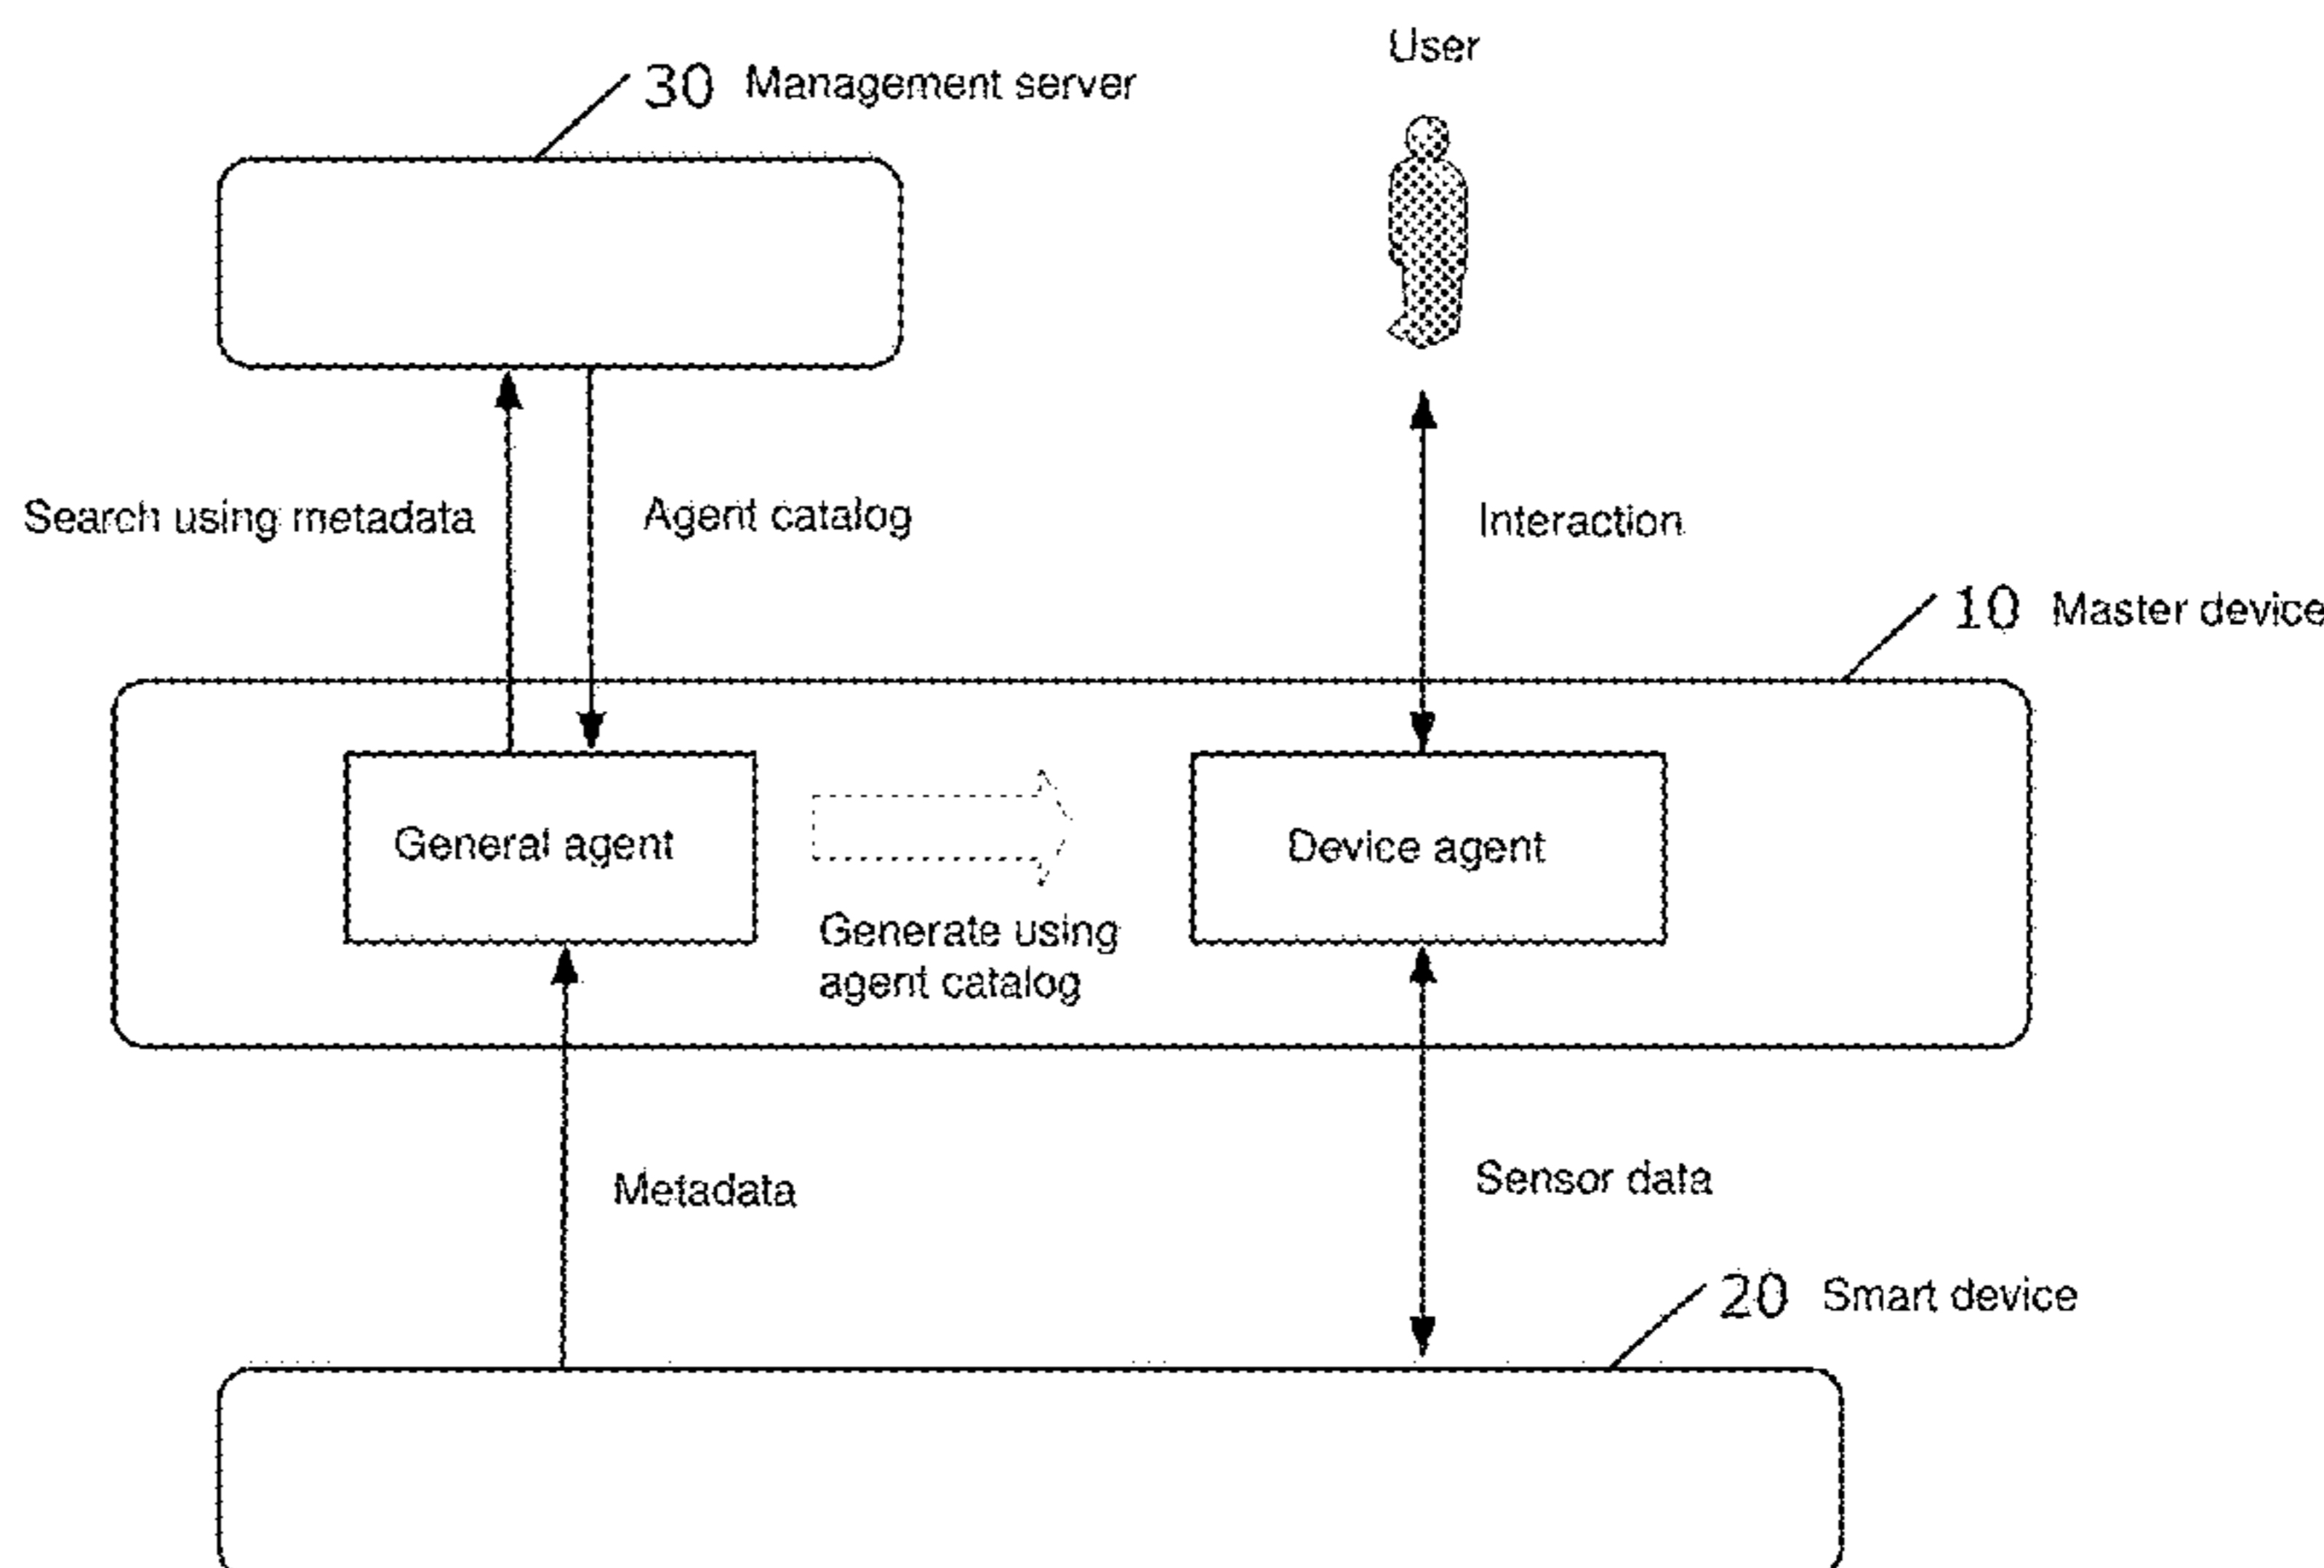 User
30 Management server
Search using metadata
Agent catalog
Interaction
10 Master device
General agent
Device agent
Generate using
agent catalog
Metadata
Sensor data
20 Smart device